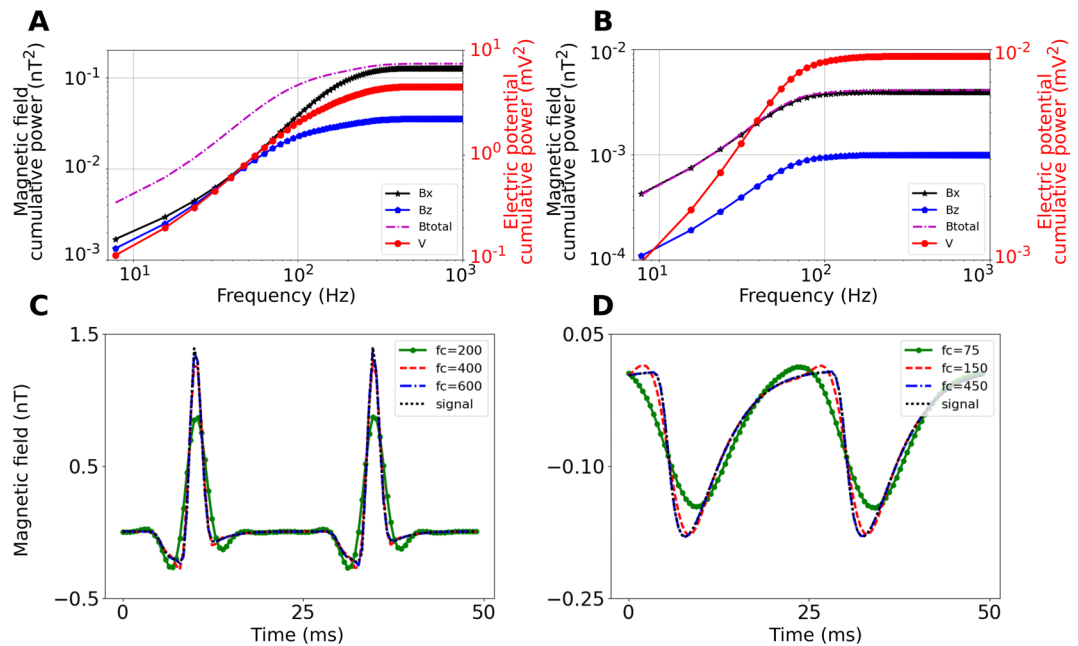 A
Magnetic field
cumulative power (nT²)
10⁻¹
10⁻²
10⁻³
10¹
10²
10³
Frequency (Hz)
10¹
10⁰
10⁻¹
Electric potential
cumulative power (mV²)
Bx
Bz
Btotal
V
B
Magnetic field
cumulative power (nT²)
10⁻²
10⁻³
10⁻⁴
10¹
10²
10³
Frequency (Hz)
10⁻²
10⁻³
Electric potential
cumulative power (mV²)
Bx
Bz
Btotal
V
C
Magnetic field (nT)
1.5
0.5
−0.5
0
25
50
Time (ms)
fc=200
fc=400
fc=600
signal
D
0.05
−0.10
−0.25
0
25
50
Time (ms)
fc=75
fc=150
fc=450
signal